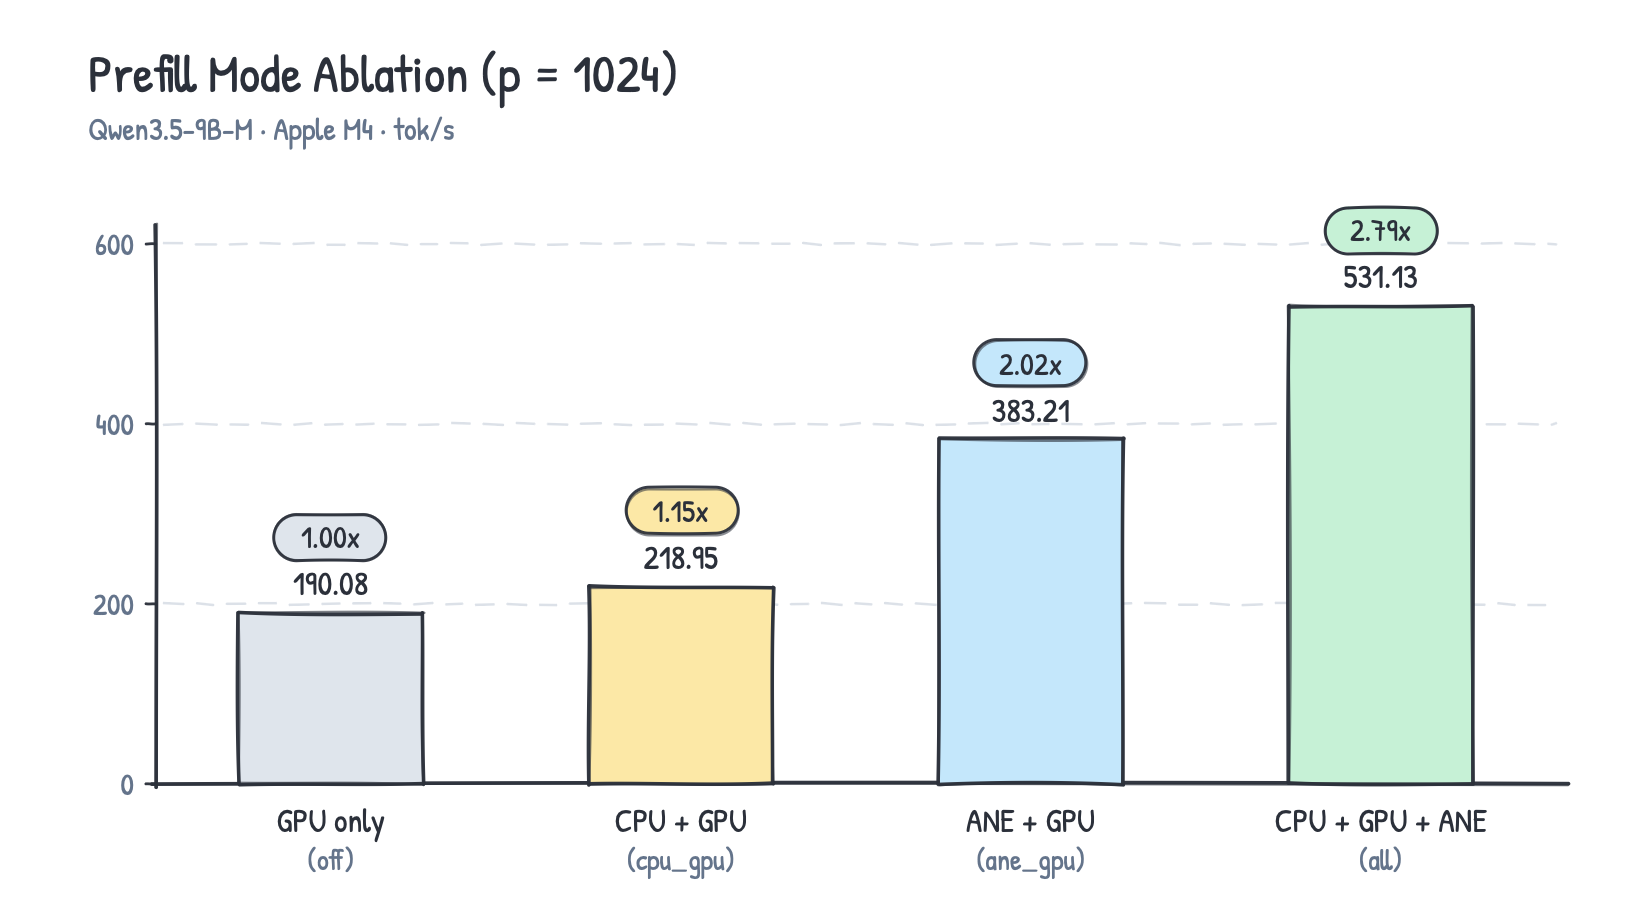 Prefill Mode Ablation (p = 1024)
Qwen3.5-9B-M · Apple M4 · tok/s
600
400
200
0
1.00x
190.08
1.15x
218.95
2.02x
383.21
2.79x
531.13
GPU only
(off)
CPU + GPU
(cpu_gpu)
ANE + GPU
(ane_gpu)
CPU + GPU + ANE
(all)